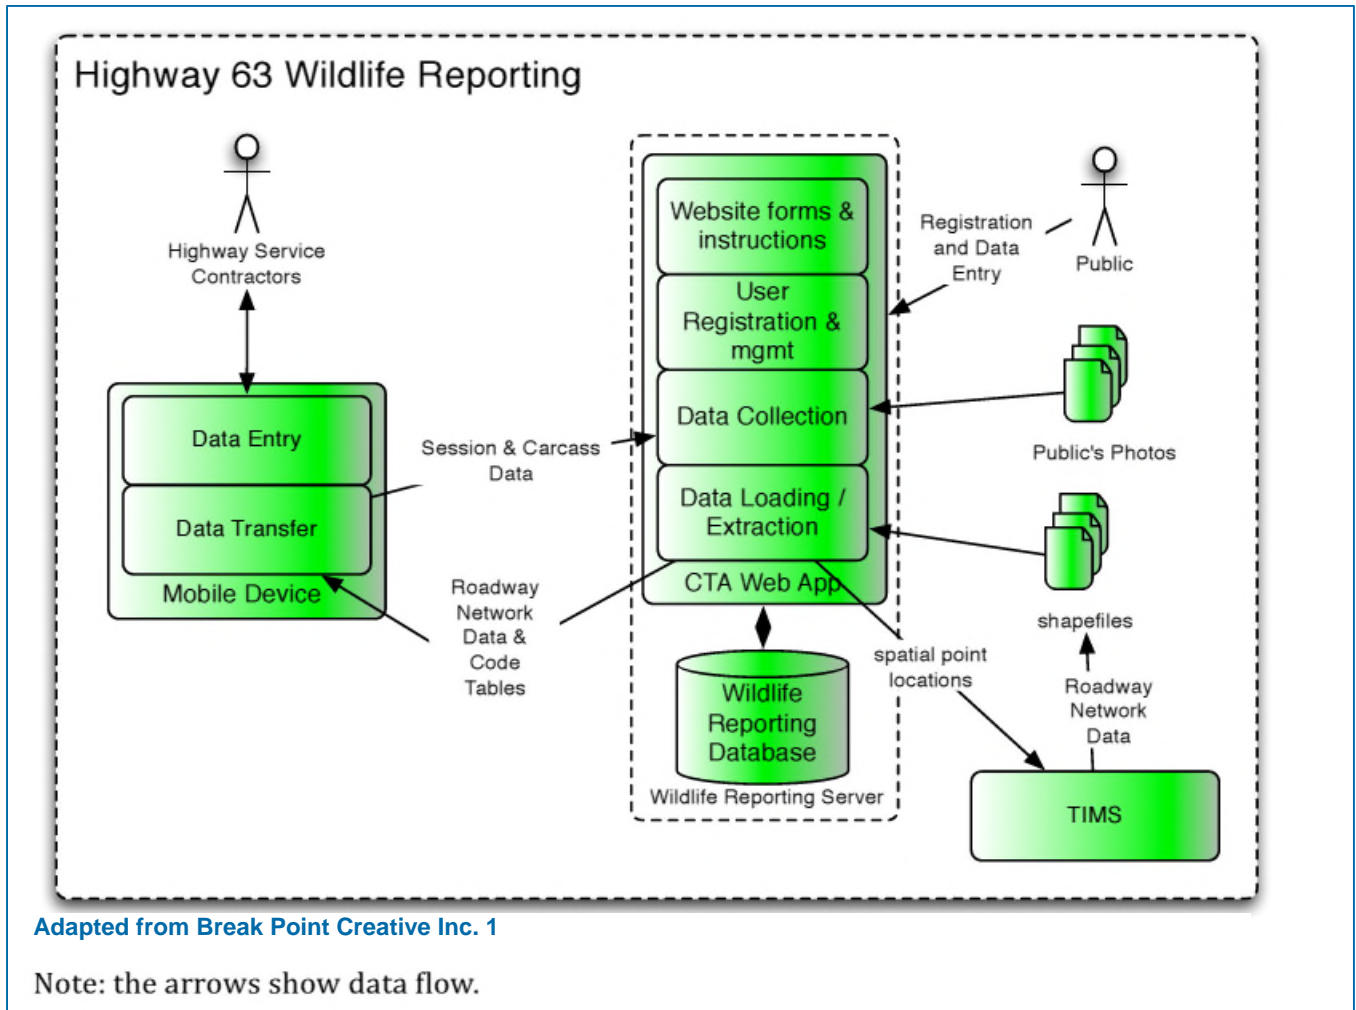 Highway 63 Wildlife Reporting
Highway Service
Contractors
Data Entry
Data Transfer
Mobile Device
Session & Carcass
Data
Roadway
Network
Data &
Code
Tables
Website forms &
instructions
User
Registration &
mgmt
Data Collection
Data Loading /
Extraction
CTA Web App
Wildlife
Reporting
Database
Wildlife Reporting Server
Registration
and Data
Entry
Public
Public's Photos
shapefiles
spatial point
locations
Roadway
Network
Data
TIMS
Adapted from Break Point Creative Inc. 1
Note: the arrows show data flow.